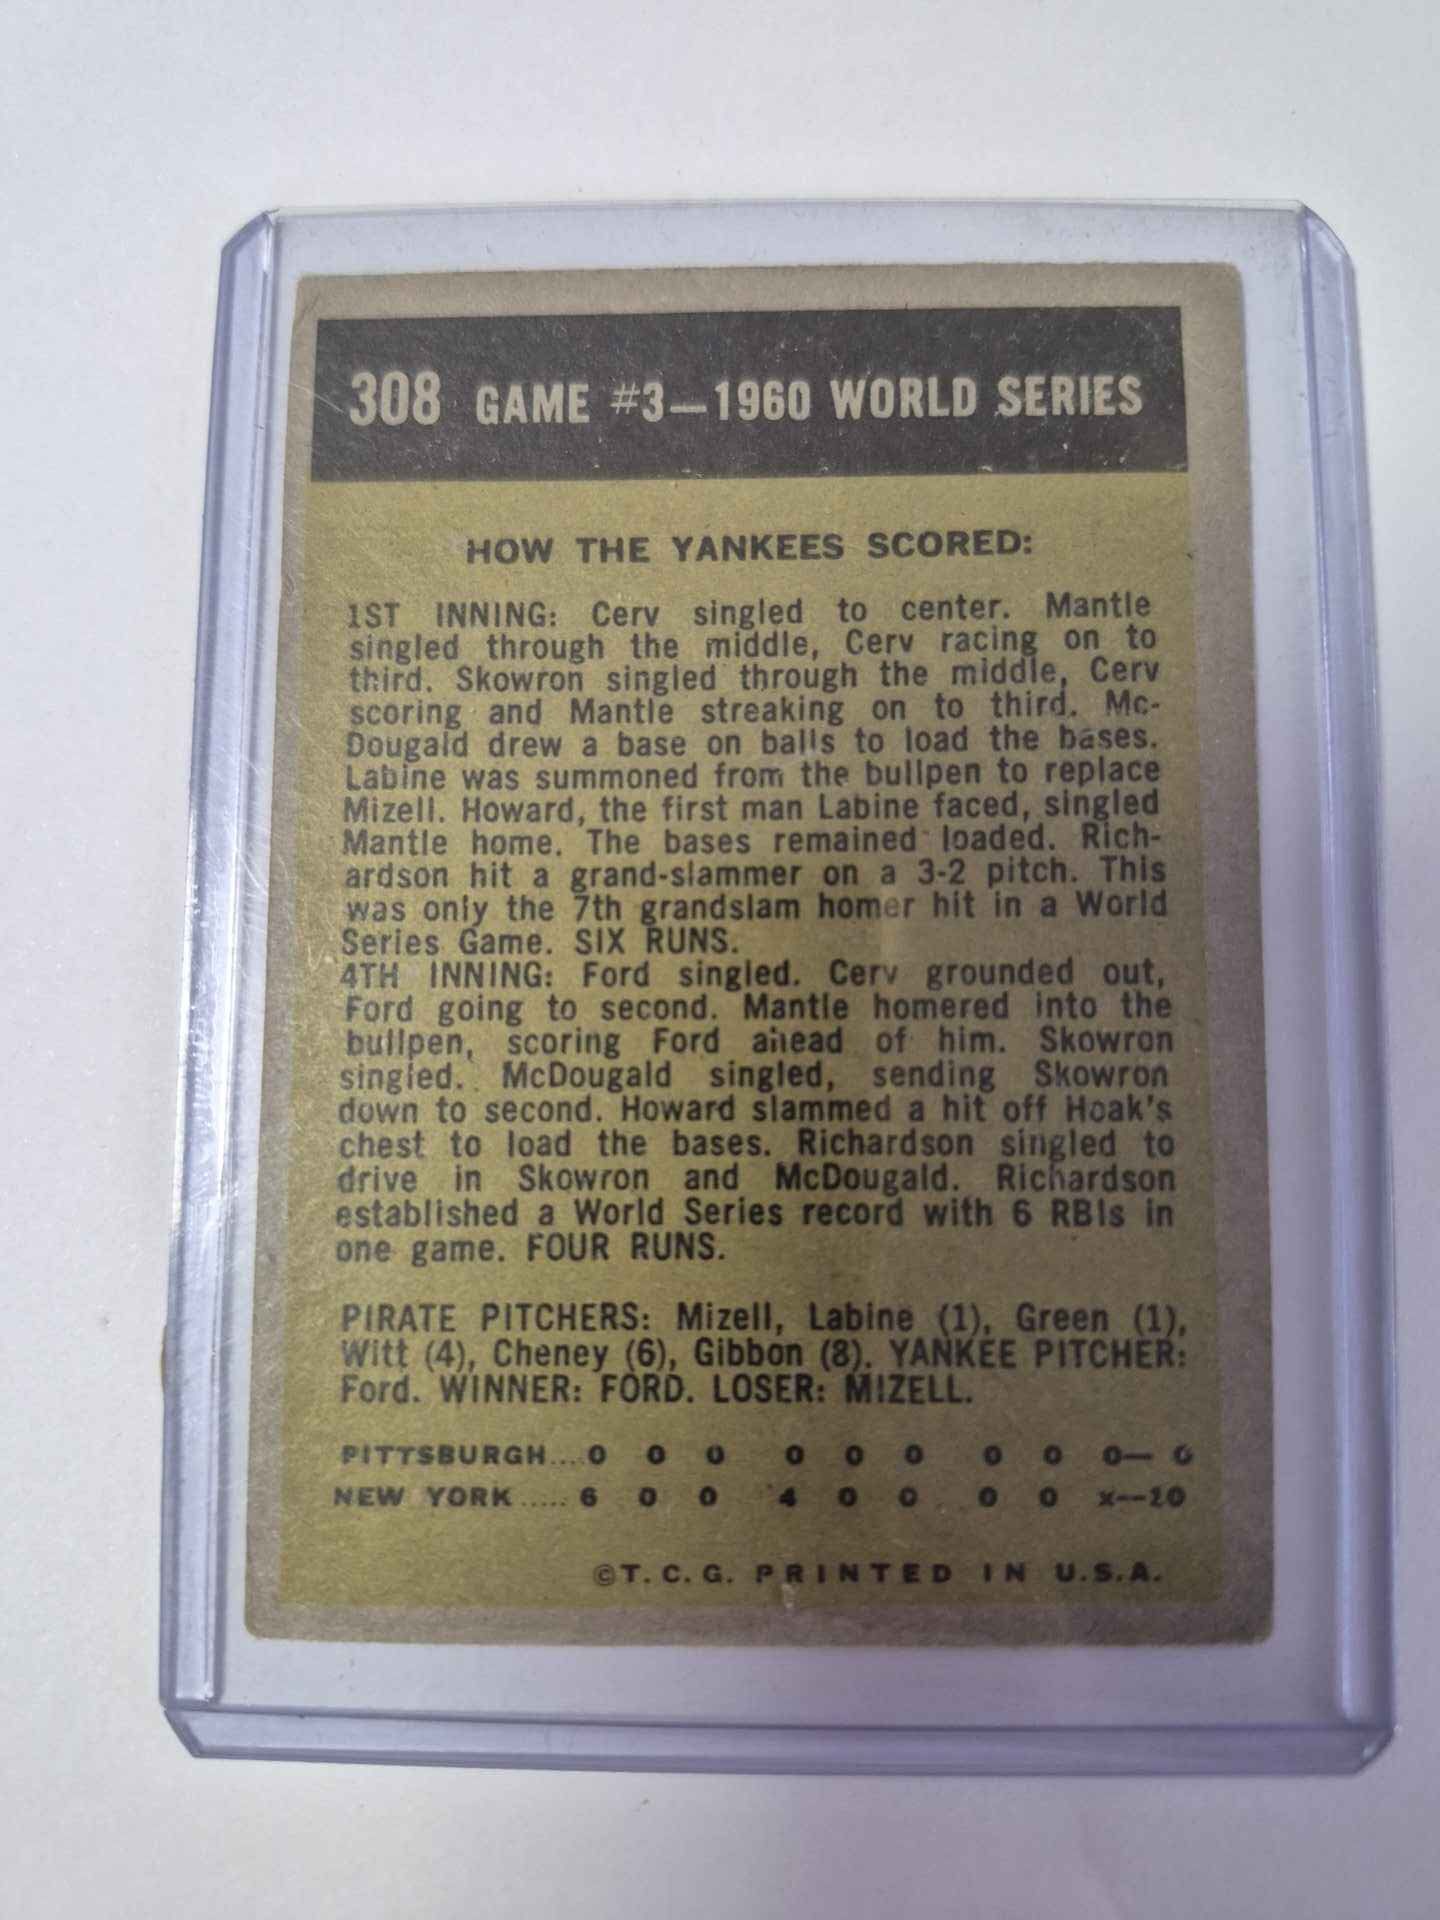 308 GAME #3—1960 WORLD SERIES
HOW THE YANKEES SCORED:
1ST INNING: Cerv singled to center. Mantle
singled through the middle, Cerv racing on to
third. Skowron singled through the middle, Cerv
scoring and Mantle streaking on to third. Mc-
Dougald drew a base on balls to load the bases.
Labine was summoned from the bullpen to replace
Mizell. Howard, the first man Labine faced, singled
Mantle home. The bases remained loaded. Rich-
ardson hit a grand-slammer on a 3-2 pitch. This
was only the 7th grandslam homer hit in a World
Series Game. SIX RUNS.
4TH INNING: Ford singled. Cerv grounded out,
Ford going to second. Mantle homered into the
bullpen, scoring Ford ahead of him. Skowron
singled. McDougald singled, sending Skowron
down to second. Howard slammed a hit off Hoak's
chest to load the bases. Richardson singled to
drive in Skowron and McDougald. Richardson
established a World Series record with 6 RBIs in
one game. FOUR RUNS.
PIRATE PITCHERS: Mizell, Labine (1), Green (1),
Witt (4), Cheney (6), Gibbon (8). YANKEE PITCHER:
Ford. WINNER: FORD. LOSER: MIZELL.
PITTSBURGH....0 0 0 0 0 0 0 0 0— 0
NEW YORK ..... 6 0 0 4 0 0 0 0 x—10
©T. C. G. PRINTED IN U.S.A.